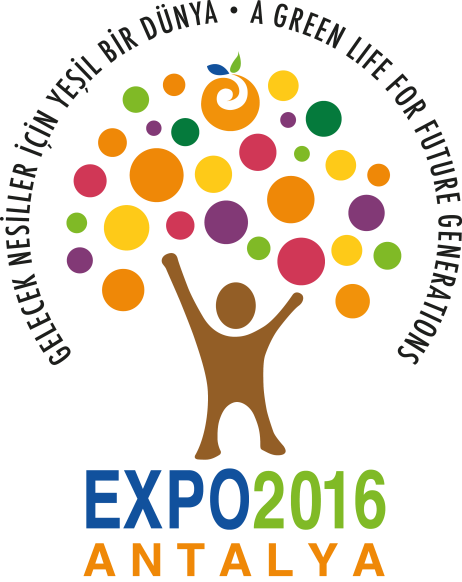 GELECEK NESİLLER İÇİN YEŞİL BİR DÜNYA • A GREEN LIFE FOR FUTURE GENERATIONS
EXPO2016
ANTALYA